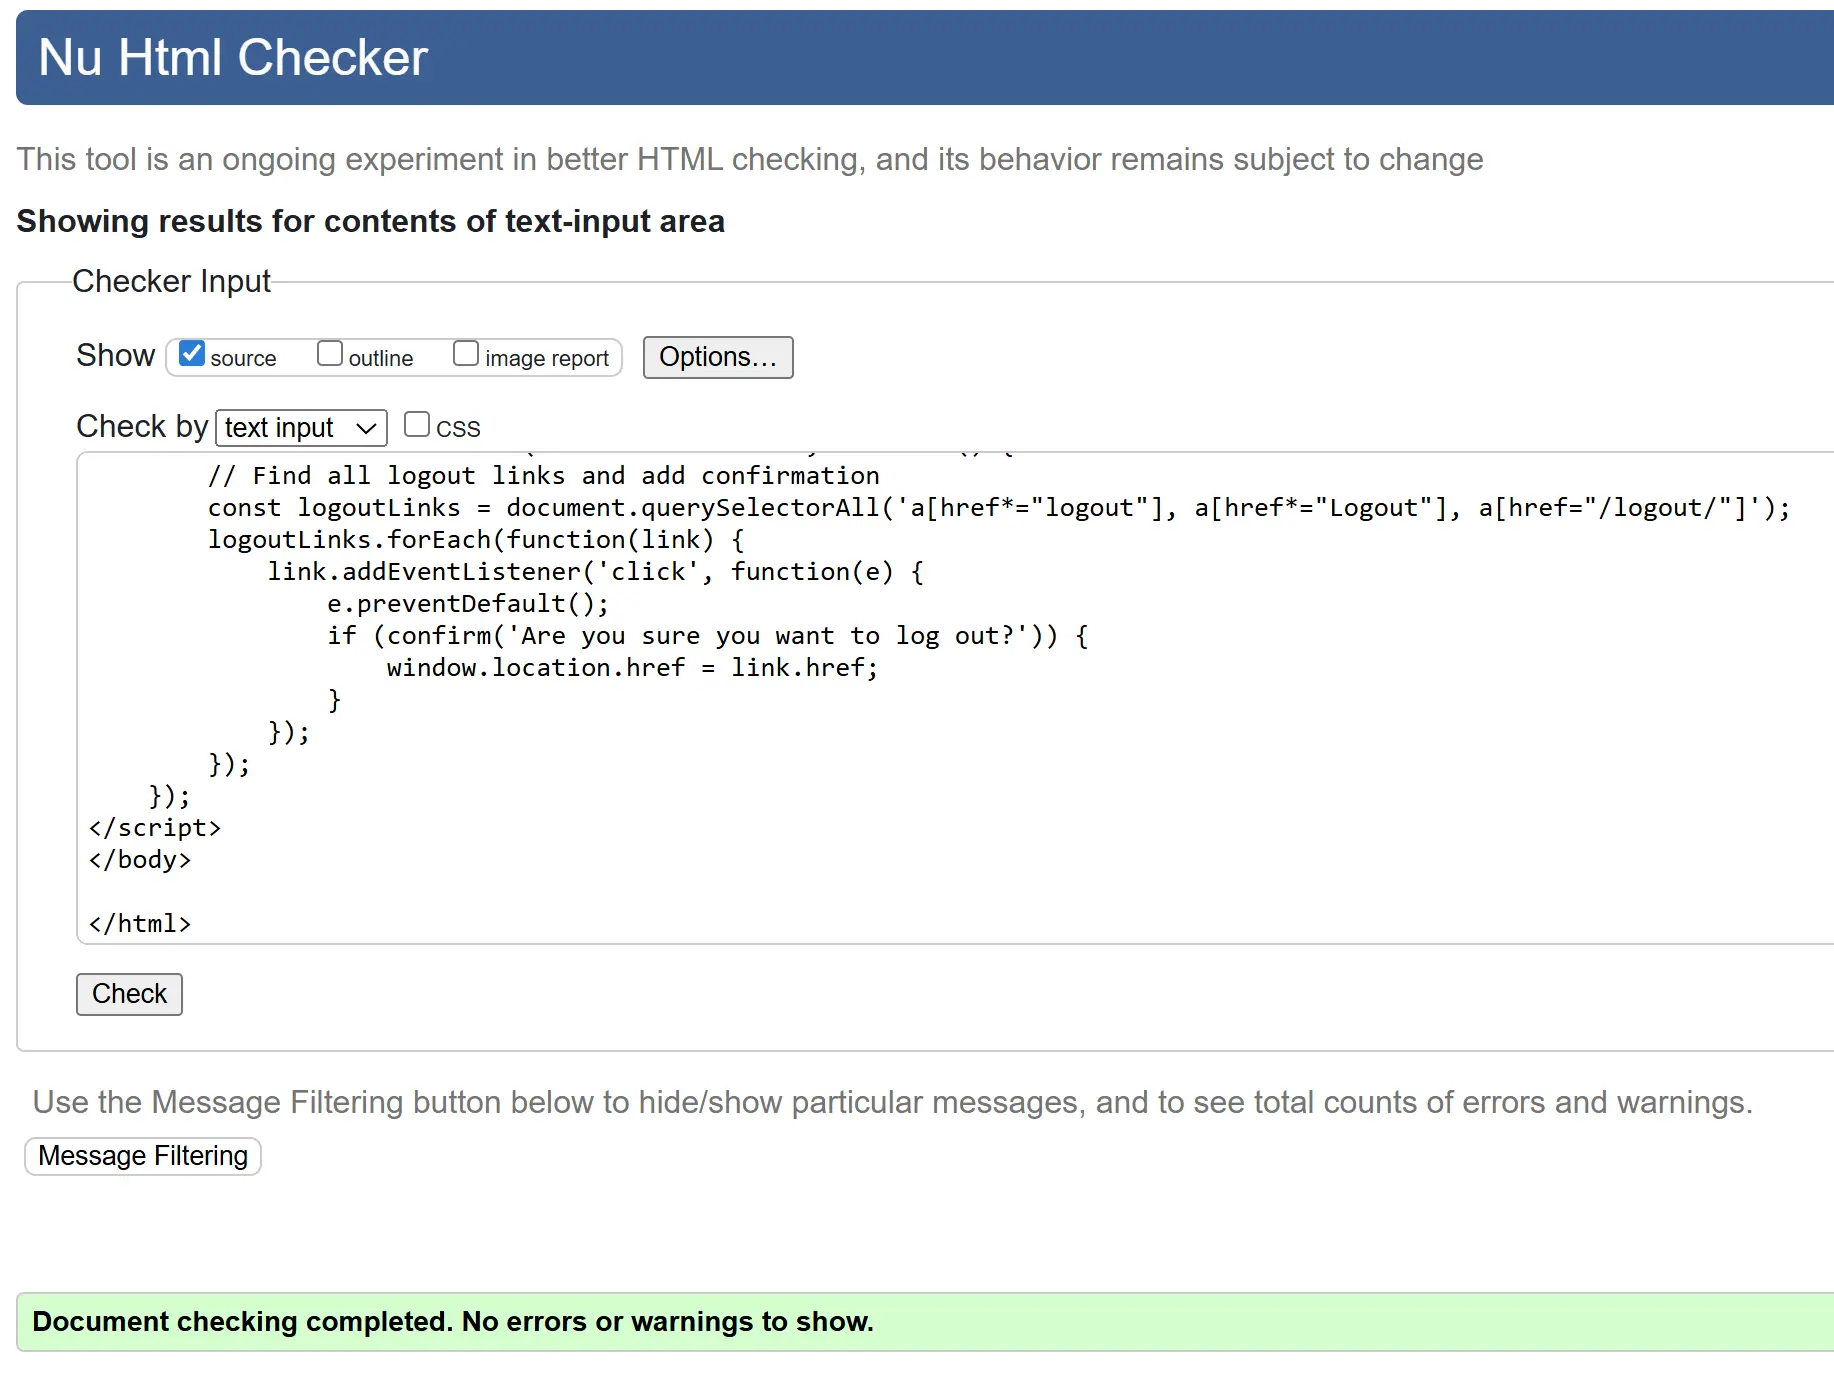 Nu Html Checker
This tool is an ongoing experiment in better HTML checking, and its behavior remains subject to change
Showing results for contents of text-input area
Checker Input
Show source outline image report Options...
Check by text input CSS
// Find all logout links and add confirmation
const logoutLinks = document.querySelectorAll('a[href*="logout"], a[href*="Logout"], a[href="/logout/"]');
logoutLinks.forEach(function(link) {
link.addEventListener('click', function(e) {
e.preventDefault();
if (confirm('Are you sure you want to log out?')) {
window.location.href = link.href;
}
});
});
});
</script>
</body>
</html>
Check
Use the Message Filtering button below to hide/show particular messages, and to see total counts of errors and warnings.
Message Filtering
Document checking completed. No errors or warnings to show.